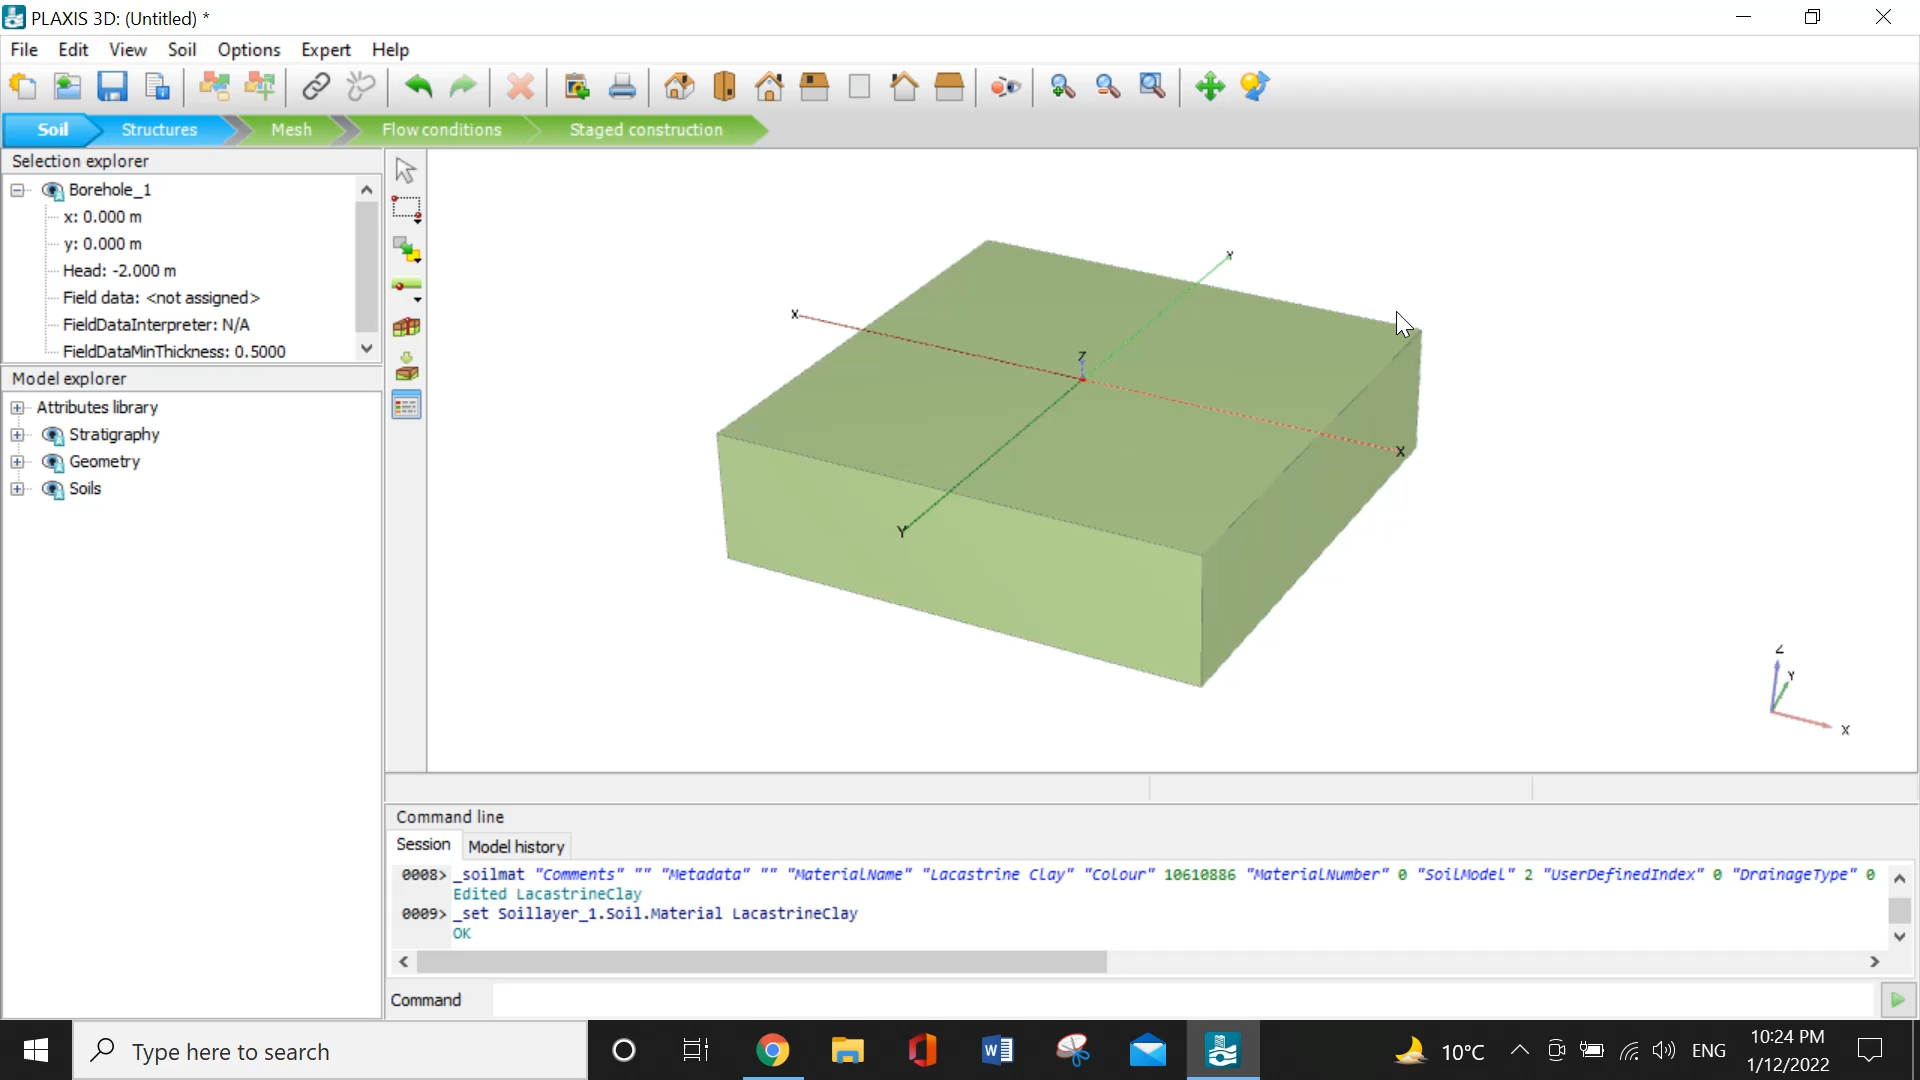 PLAXIS 3D: (Untitled) *
File Edit View Soil Options Expert Help
Soil Structures Mesh Flow conditions Staged construction
Selection explorer
Borehole_1
x: 0.000 m
y: 0.000 m
Head: -2.000 m
Field data: <not assigned>
FieldDataInterpreter: N/A
FieldDataMinThickness: 0.5000
Model explorer
Attributes library
Stratigraphy
Geometry
Soils
Y
X
Z
X
Y
Z
Y
X
Command line
Session Model history
0008> _soilmat "Comments" "" "Metadata" "" "MaterialName" "Lacastrine Clay" "Colour" 10610886 "MaterialNumber" 0 "SoilModel" 2 "UserDefinedIndex" 0 "DrainageType" 0
Edited LacastrineClay
0009> _set Soillayer_1.Soil.Material LacastrineClay
OK
Command
Type here to search
10°C
ENG
10:24 PM
1/12/2022